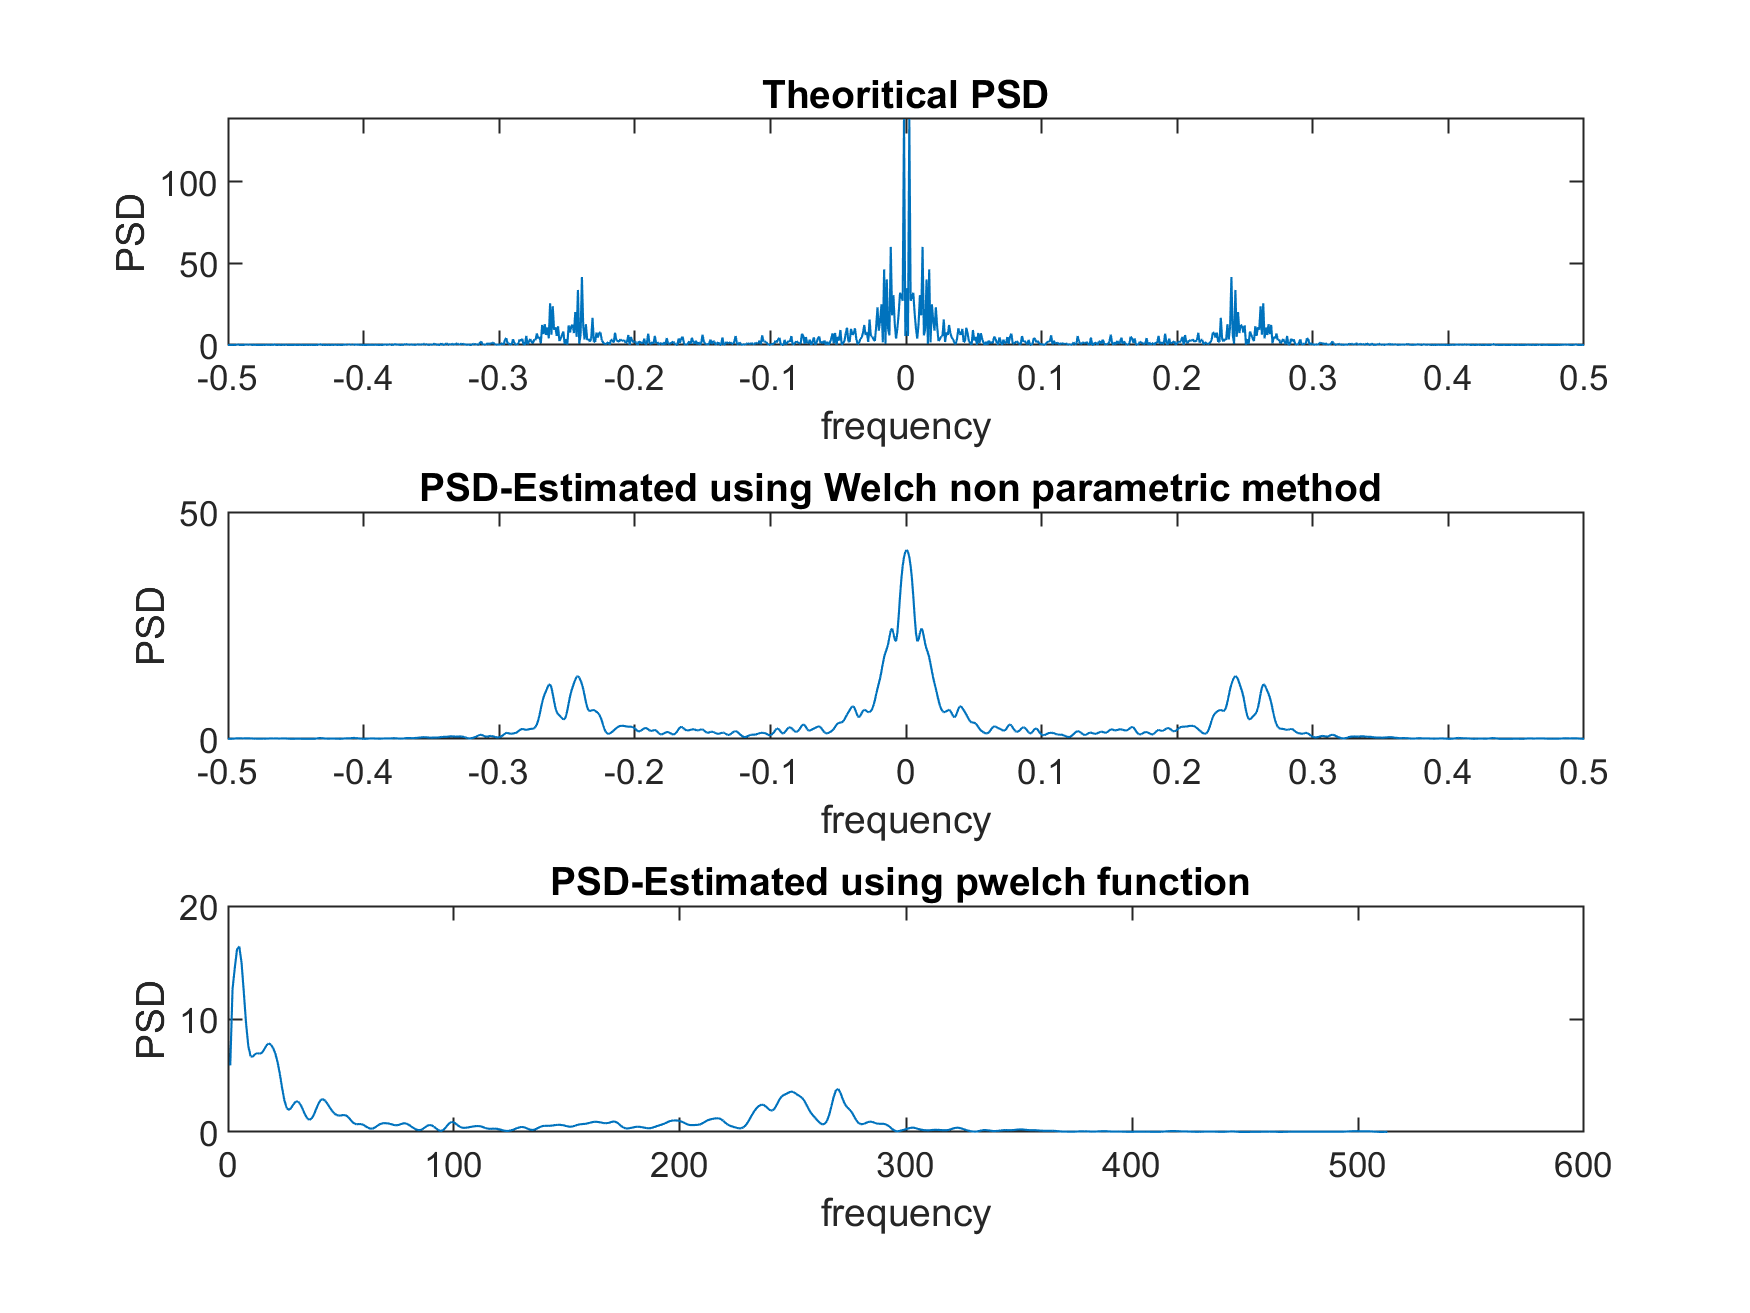 Theoritical PSD
PSD
100
50
0
-0.5 -0.4 -0.3 -0.2 -0.1 0 0.1 0.2 0.3 0.4 0.5
frequency
PSD-Estimated using Welch non parametric method
PSD
50
0
-0.5 -0.4 -0.3 -0.2 -0.1 0 0.1 0.2 0.3 0.4 0.5
frequency
PSD-Estimated using pwelch function
PSD
20
10
0
0 100 200 300 400 500 600
frequency